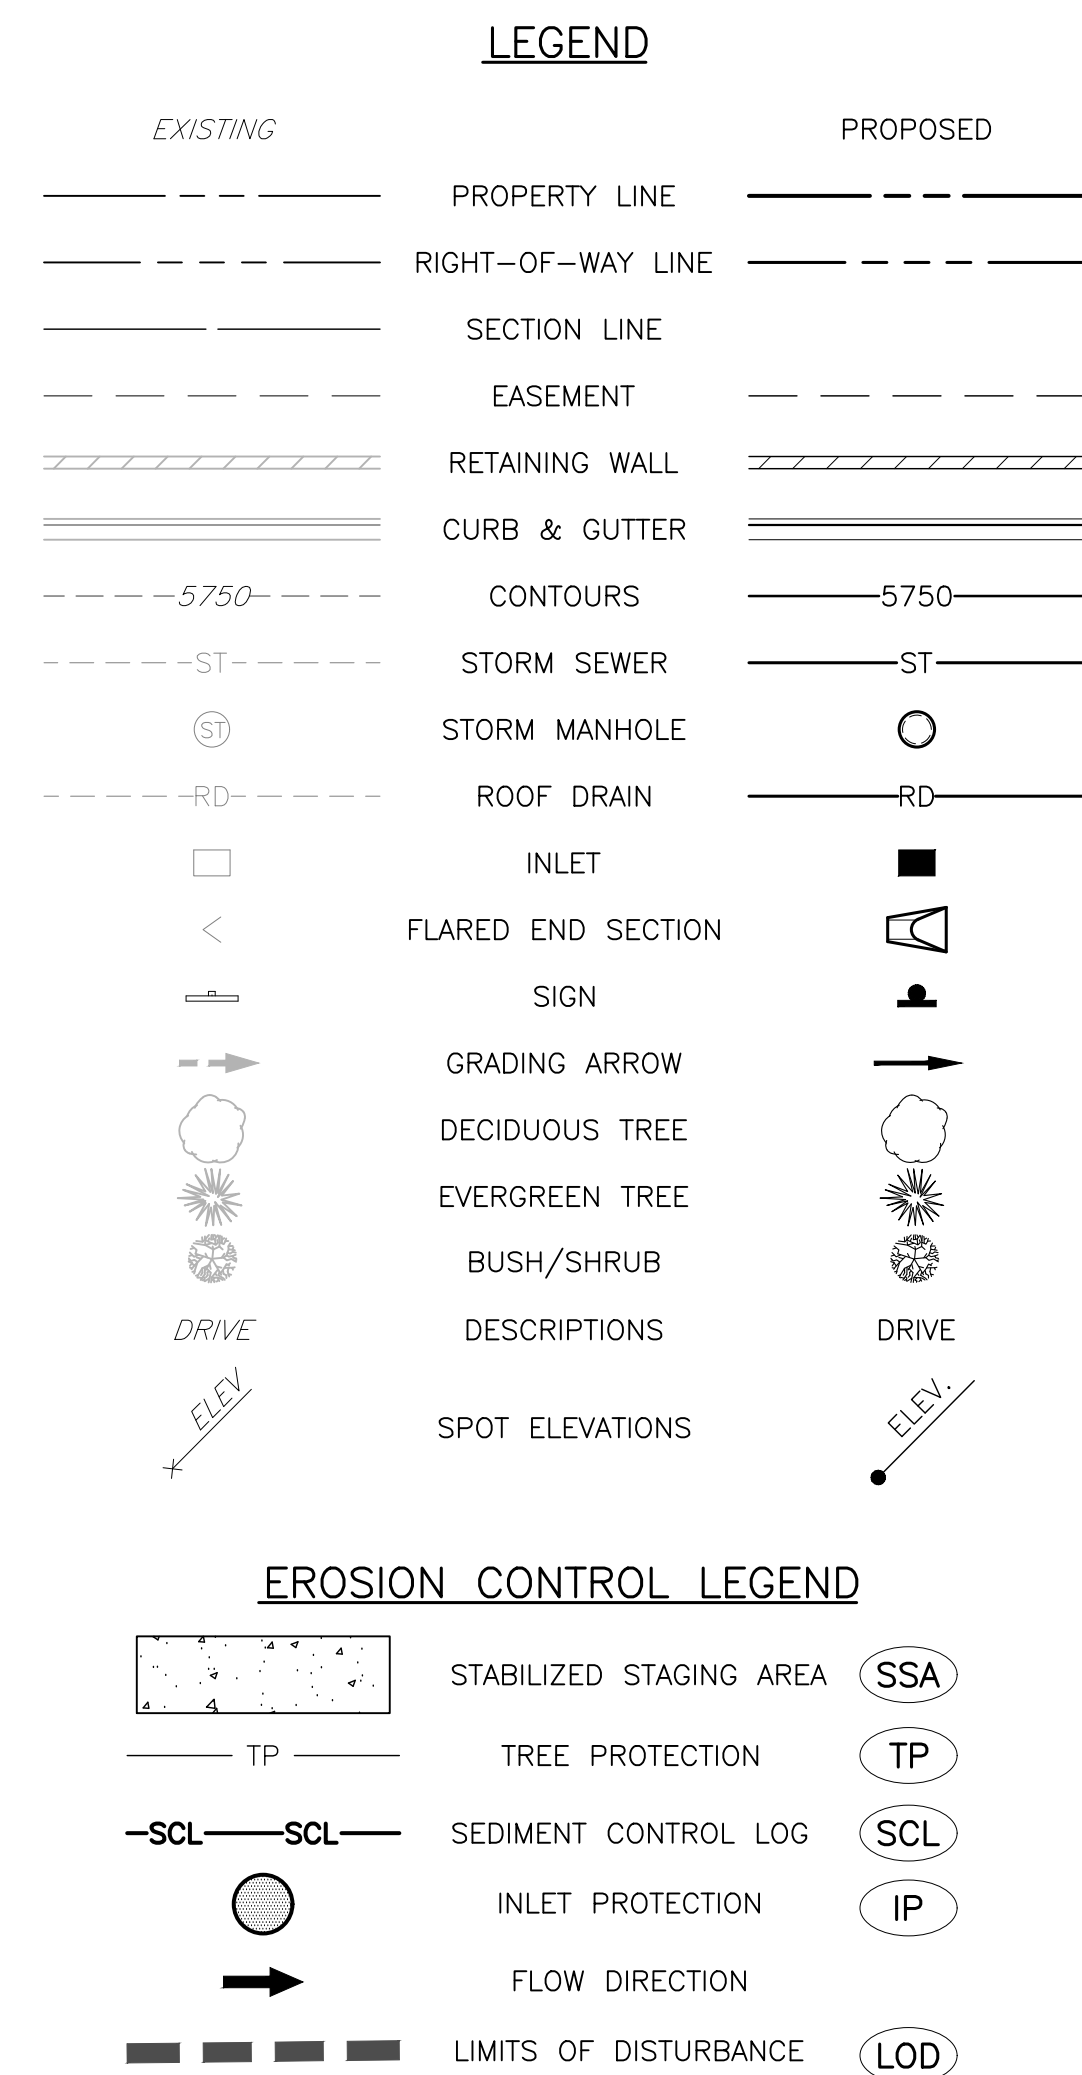 LEGEND
EXISTING PROPOSED
PROPERTY LINE
RIGHT-OF-WAY LINE
SECTION LINE
EASEMENT
RETAINING WALL
CURB & GUTTER
5750 CONTOURS 5750
ST STORM SEWER ST
ST STORM MANHOLE
RD ROOF DRAIN RD
INLET
FLARED END SECTION
SIGN
GRADING ARROW
DECIDUOUS TREE
EVERGREEN TREE
BUSH/SHRUB
DRIVE DESCRIPTIONS DRIVE
ELEV SPOT ELEVATIONS ELEV.
EROSION CONTROL LEGEND
STABILIZED STAGING AREA SSA
TP TREE PROTECTION TP
SCL SCL SEDIMENT CONTROL LOG SCL
INLET PROTECTION IP
FLOW DIRECTION
LIMITS OF DISTURBANCE LOD